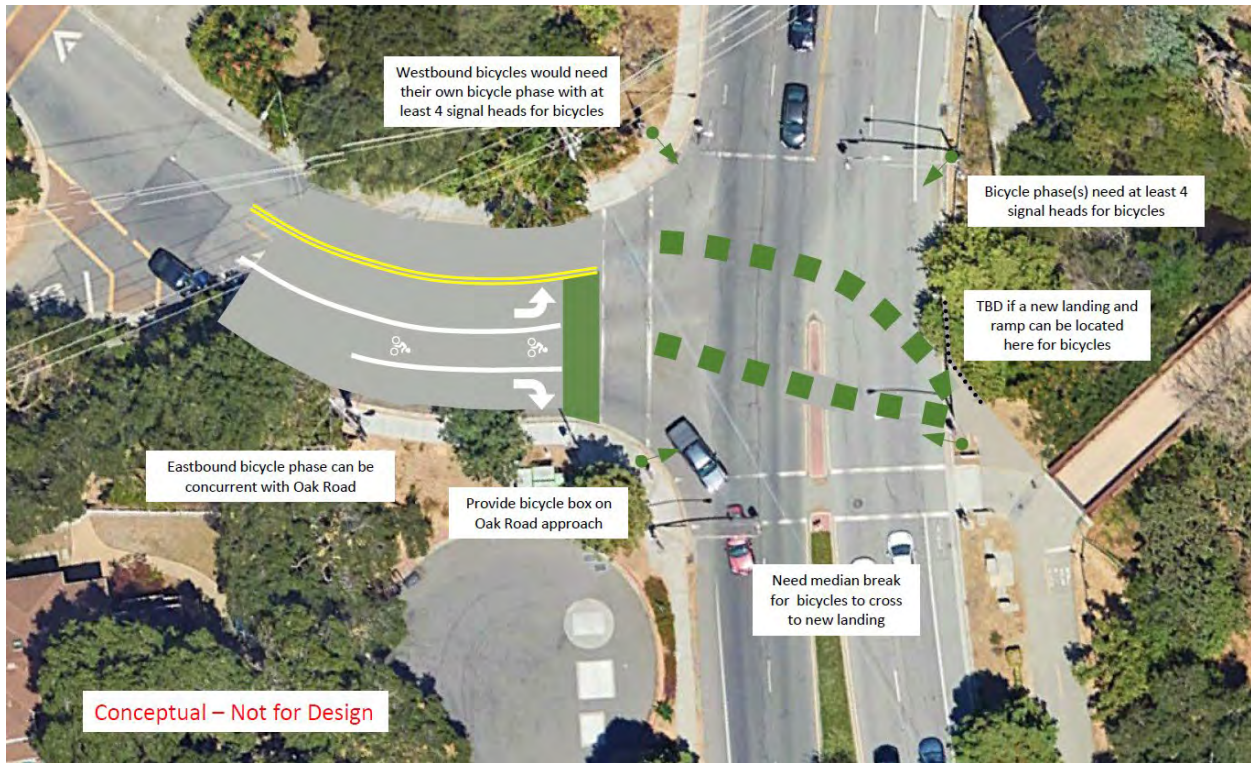 Westbound bicycles would need
their own bicycle phase with at
least 4 signal heads for bicycles
Bicycle phase(s) need at least 4
signal heads for bicycles
TBD if a new landing and
ramp can be located
here for bicycles
Eastbound bicycle phase can be
concurrent with Oak Road
Provide bicycle box on
Oak Road approach
Need median break
for bicycles to cross
to new landing
Conceptual – Not for Design